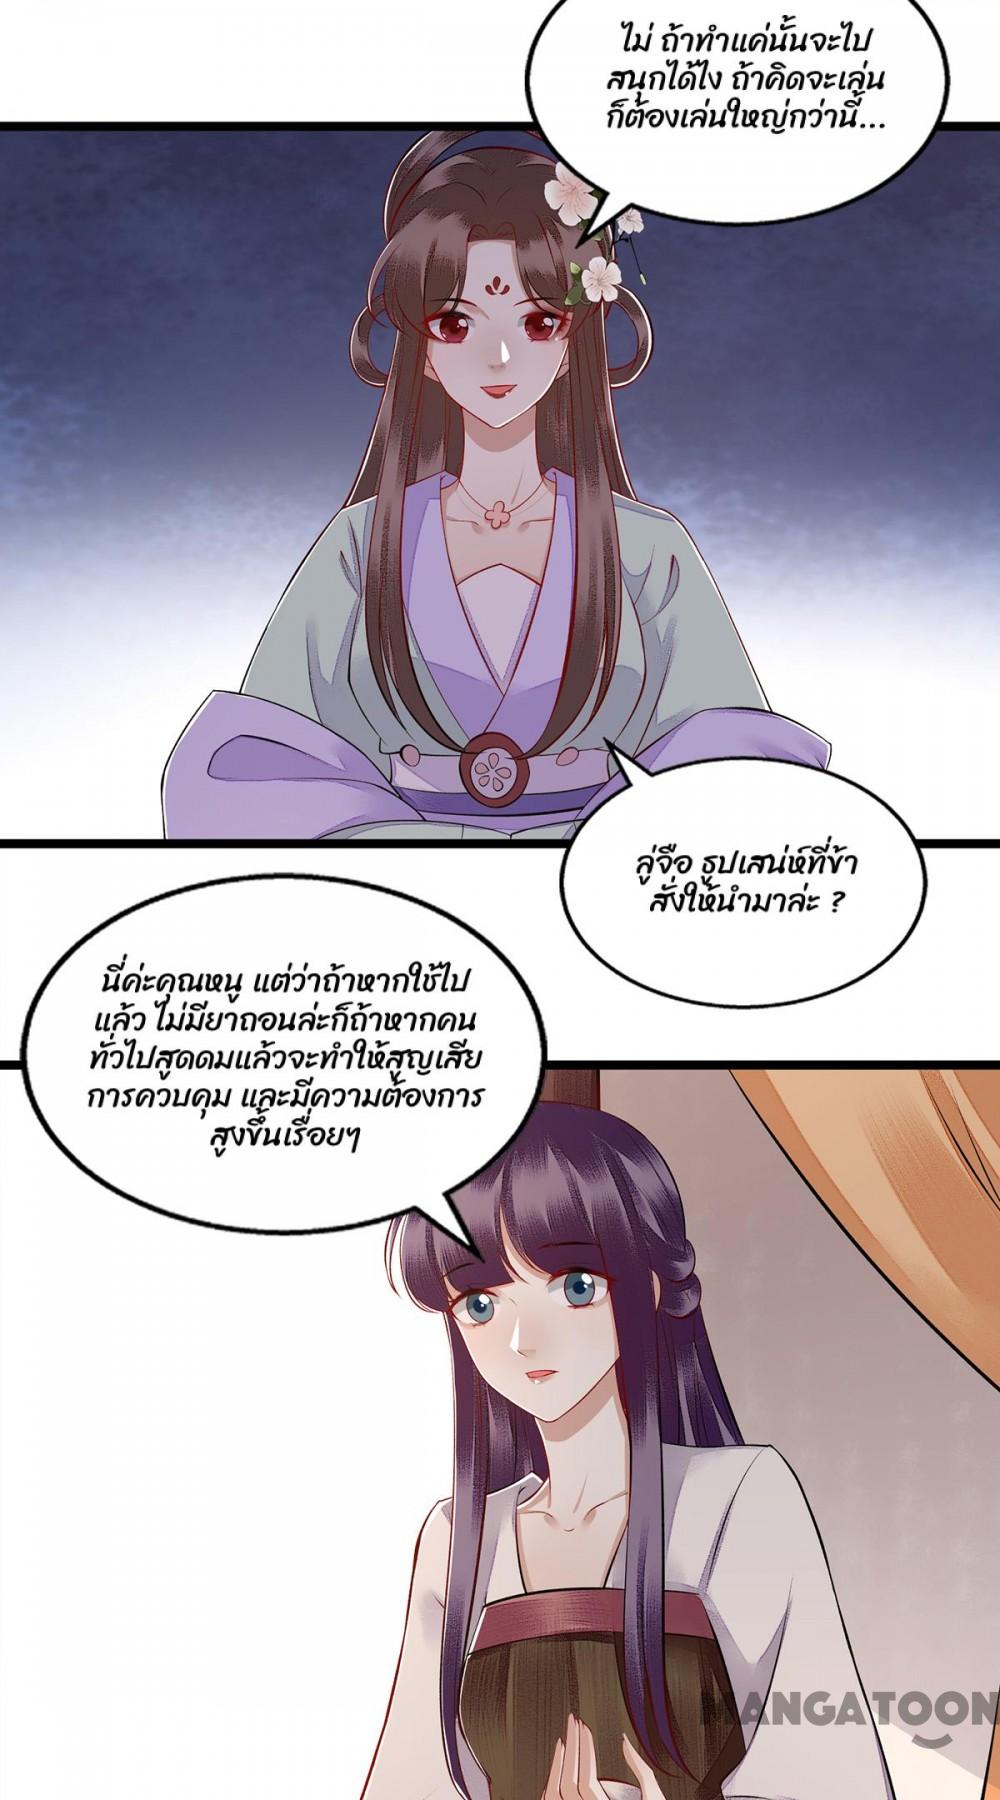 ไม่ ถ้าทำแค่นั้นจะไป
สนุกได้ไง ถ้าคิดจะเล่น
ก็ต้องเล่นใหญ่กว่านี้...
ลู่จือ ธูปเสน่ห์ที่ข้า
สั่งให้นำมาล่ะ ?
นี่ค่ะคุณหนู แต่ว่าถ้าหากใช้ไป
แล้ว ไม่มียาถอนล่ะก็ถ้าหากคน
ทั่วไปสูดดมแล้วจะทำให้สูญเสีย
การควบคุม และมีความต้องการ
สูงขึ้นเรื่อยๆ
MANGATOON